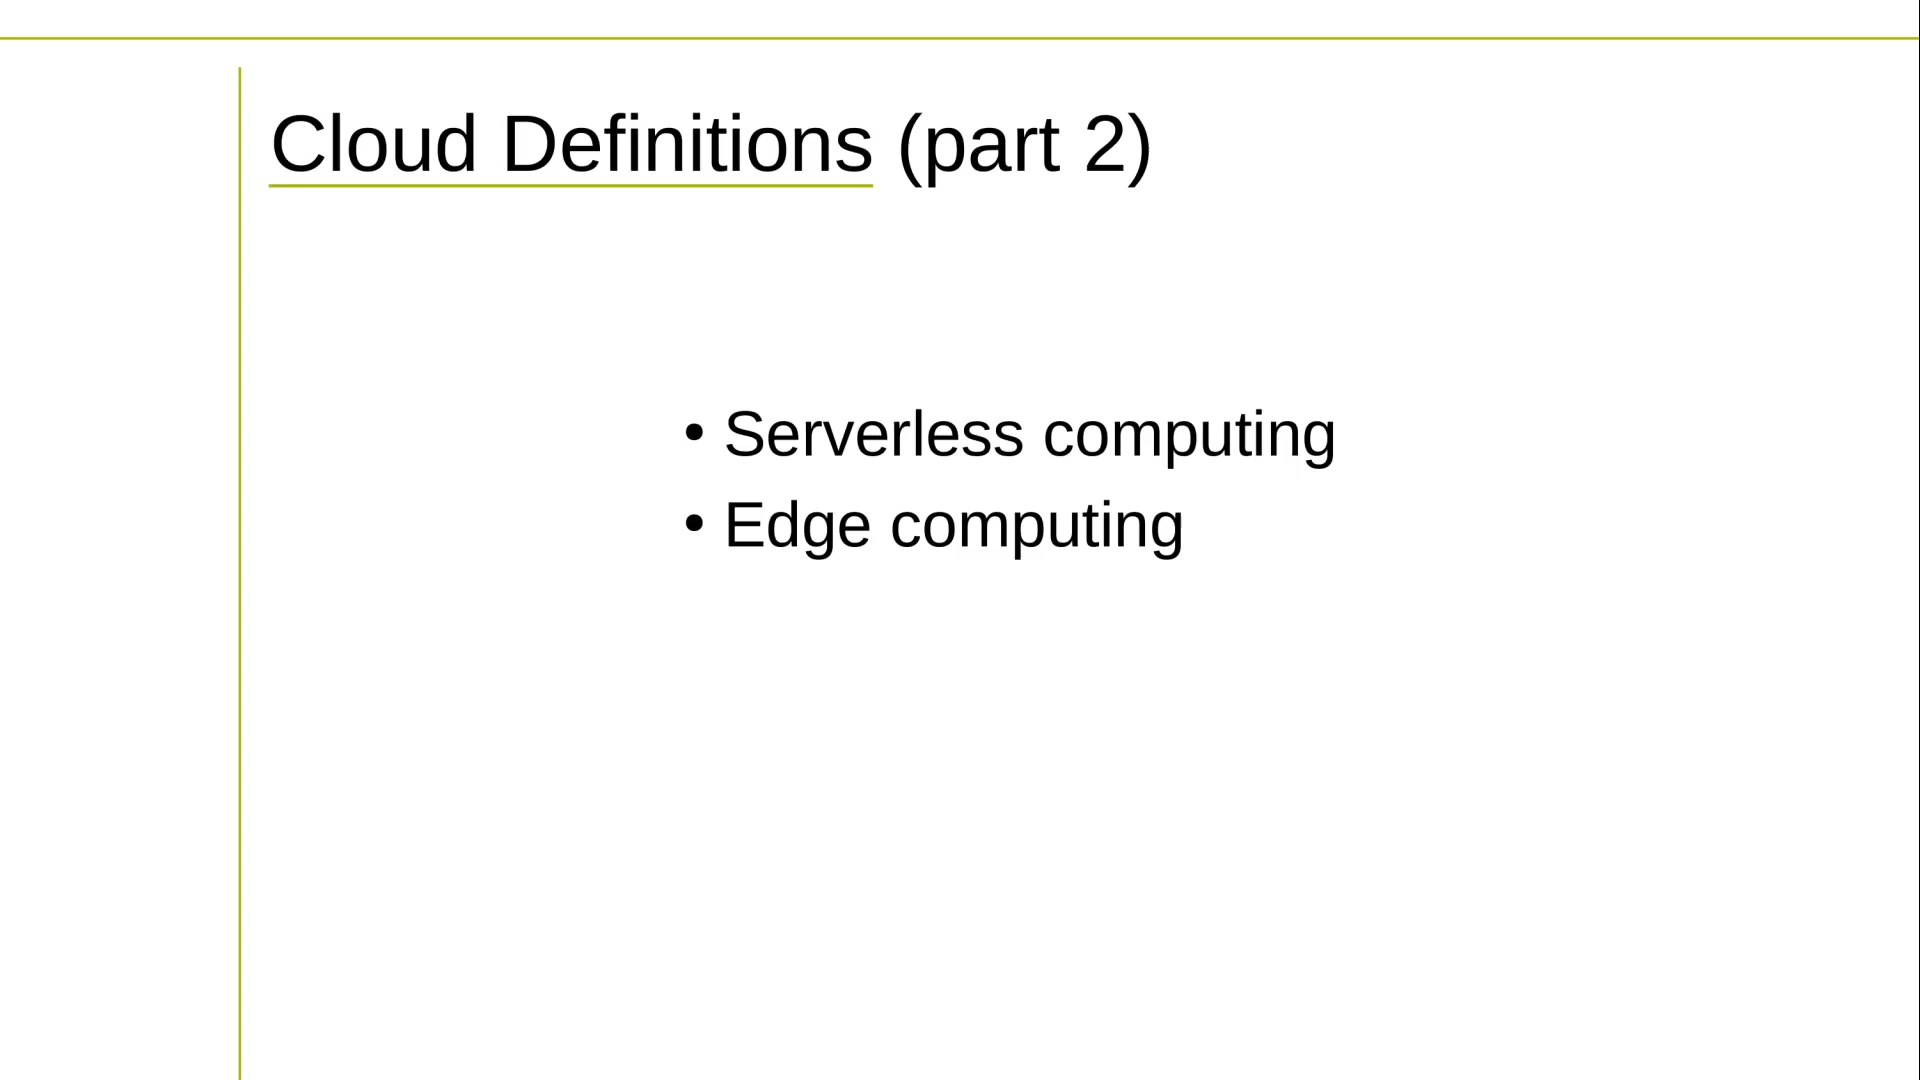 Cloud Definitions (part 2)
• Serverless computing
• Edge computing